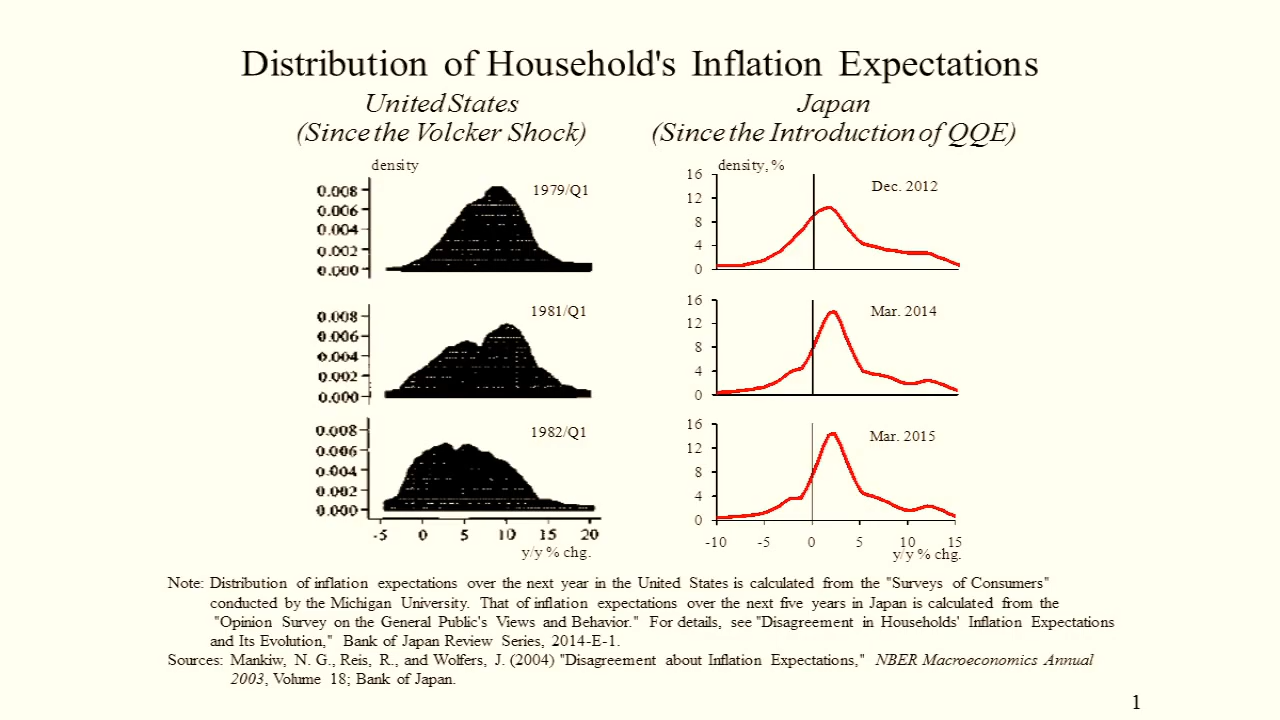 Distribution of Household's Inflation Expectations
United States
(Since the Volcker Shock)
density
0.008
0.006
0.004
0.002
0.000
1979/Q1
0.008
0.006
0.004
0.002
0.000
1981/Q1
0.008
0.006
0.004
0.002
0.000
1982/Q1
-5 0 5 10 15 20
y/y % chg.
Japan
(Since the Introduction of QQE)
density, %
16
12
8
4
0
Dec. 2012
16
12
8
4
0
Mar. 2014
16
12
8
4
0
Mar. 2015
-10 -5 0 5 10 15
y/y % chg.
Note: Distribution of inflation expectations over the next year in the United States is calculated from the "Surveys of Consumers"
conducted by the Michigan University. That of inflation expectations over the next five years in Japan is calculated from the
"Opinion Survey on the General Public's Views and Behavior." For details, see "Disagreement in Households' Inflation Expectations
and Its Evolution," Bank of Japan Review Series, 2014-E-1.
Sources: Mankiw, N. G., Reis, R., and Wolfers, J. (2004) "Disagreement about Inflation Expectations," NBER Macroeconomics Annual
2003, Volume 18; Bank of Japan.
1